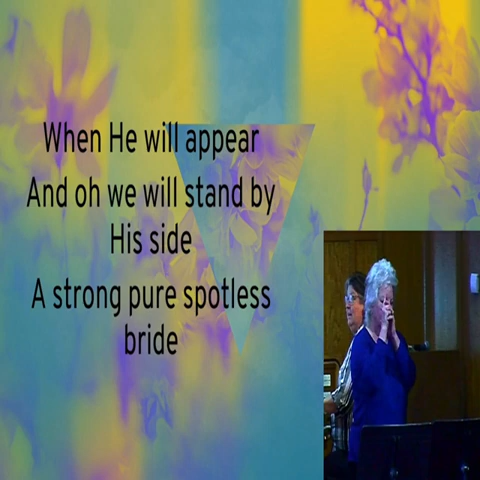 When He will appear
And oh we will stand by
His side
A strong pure spotless
bride